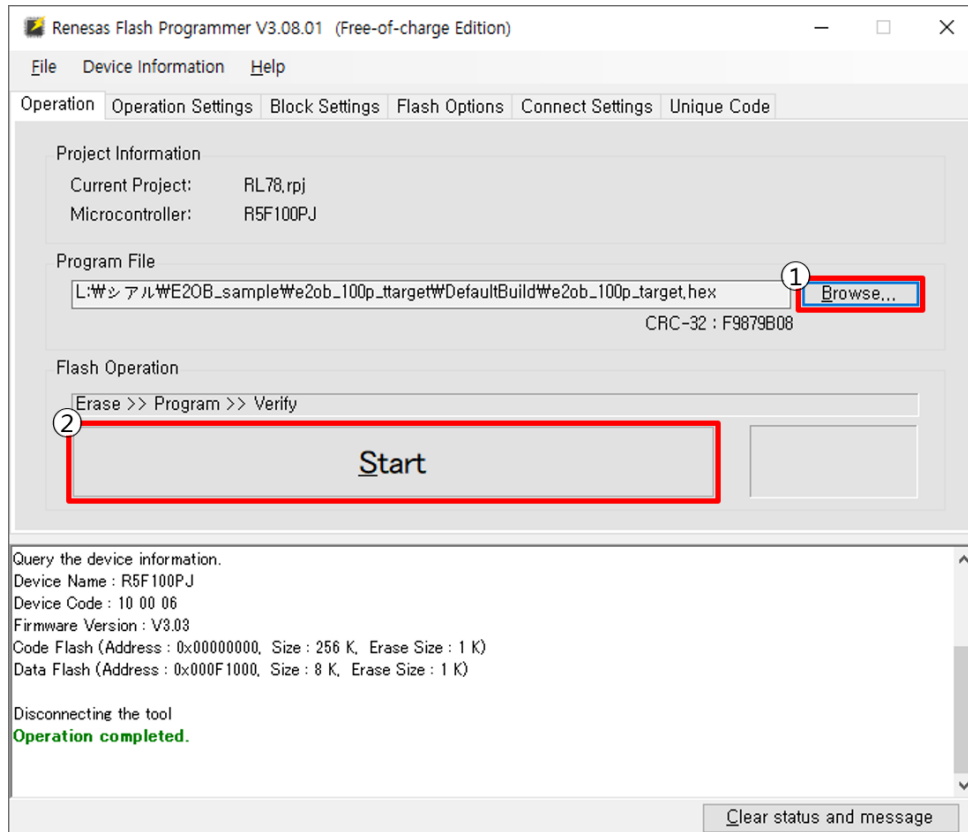 Renesas Flash Programmer V3.08.01 (Free-of-charge Edition)
File Device Information Help
Operation Operation Settings Block Settings Flash Options Connect Settings Unique Code
Project Information
Current Project: RL78.rpj
Microcontroller: R5F100PJ
Program File
L:₩シアル₩E2OB_sample₩e2ob_100p_ttarget₩DefaultBuild₩e2ob_100p_target.hex
① Browse...
CRC-32 : F9879B08
Flash Operation
Erase >> Program >> Verify
② Start
Query the device information.
Device Name : R5F100PJ
Device Code : 10 00 06
Firmware Version : V3.03
Code Flash (Address : 0x00000000, Size : 256 K, Erase Size : 1 K)
Data Flash (Address : 0x000F1000, Size : 8 K, Erase Size : 1 K)
Disconnecting the tool
Operation completed.
Clear status and message